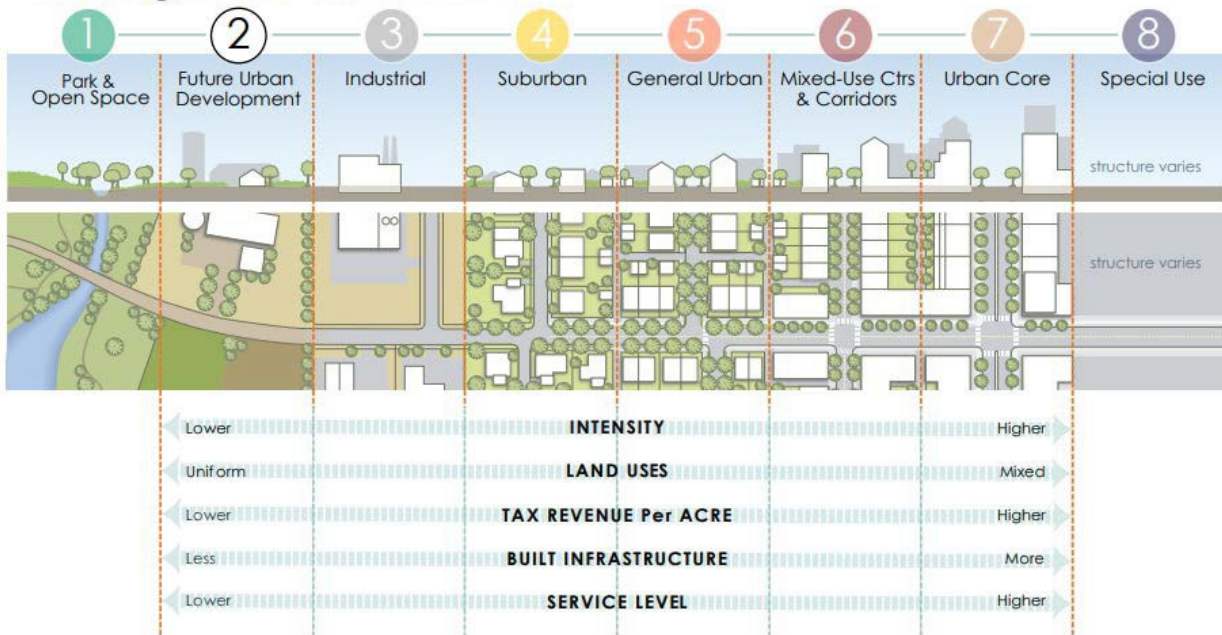 1
2
3
4
5
6
7
8
Park &
Open Space
Future Urban
Development
Industrial
Suburban
General Urban
Mixed-Use Ctrs
& Corridors
Urban Core
Special Use
structure varies
structure varies
Lower INTENSITY Higher
Uniform LAND USES Mixed
Lower TAX REVENUE Per ACRE Higher
Less BUILT INFRASTRUCTURE More
Lower SERVICE LEVEL Higher